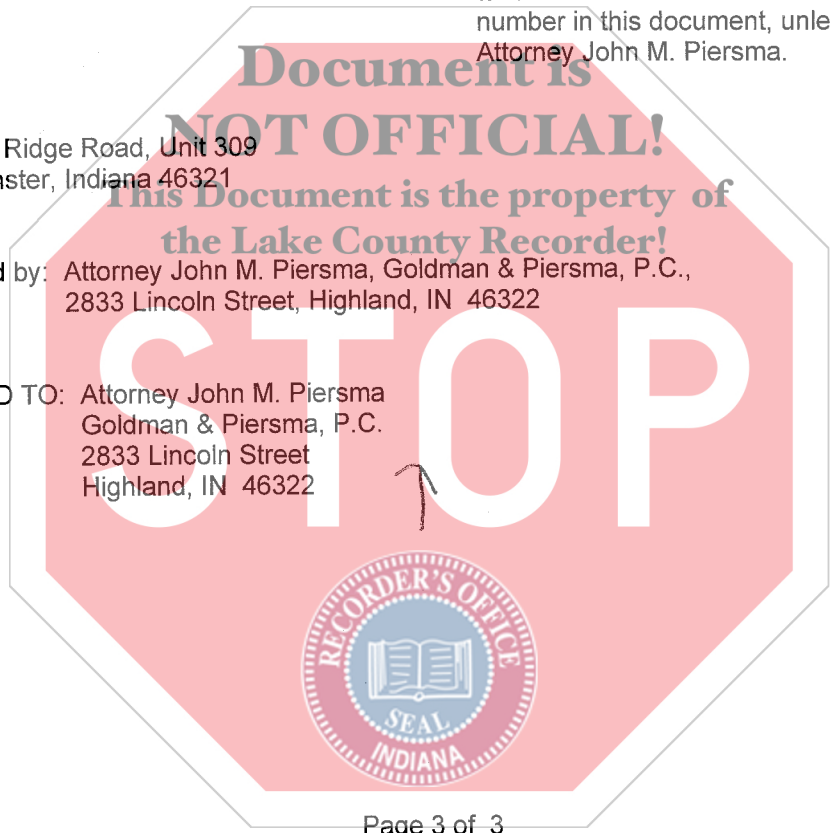 number in this document, unle
Attorney John M. Piersma.
Document is
NOT OFFICIAL!
Ridge Road, Unit 309
nster, Indiana 46321
This Document is the property of
the Lake County Recorder!
d by: Attorney John M. Piersma, Goldman & Piersma, P.C.,
2833 Lincoln Street, Highland, IN 46322
STOP
D TO: Attorney John M. Piersma
Goldman & Piersma, P.C.
2833 Lincoln Street
Highland, IN 46322
RECORDER'S OFFICE
SEAL
INDIANA
Page 3 of 3